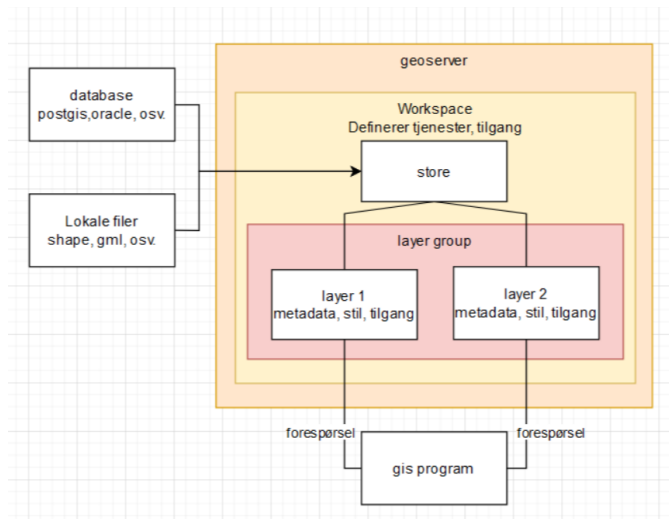 geoserver
database
postgis,oracle, osv.
Workspace
Definerer tjenester, tilgang
store
Lokale filer
shape, gml, osv.
layer group
layer 1
metadata, stil, tilgang
layer 2
metadata, stil, tilgang
forespørsel
forespørsel
gis program